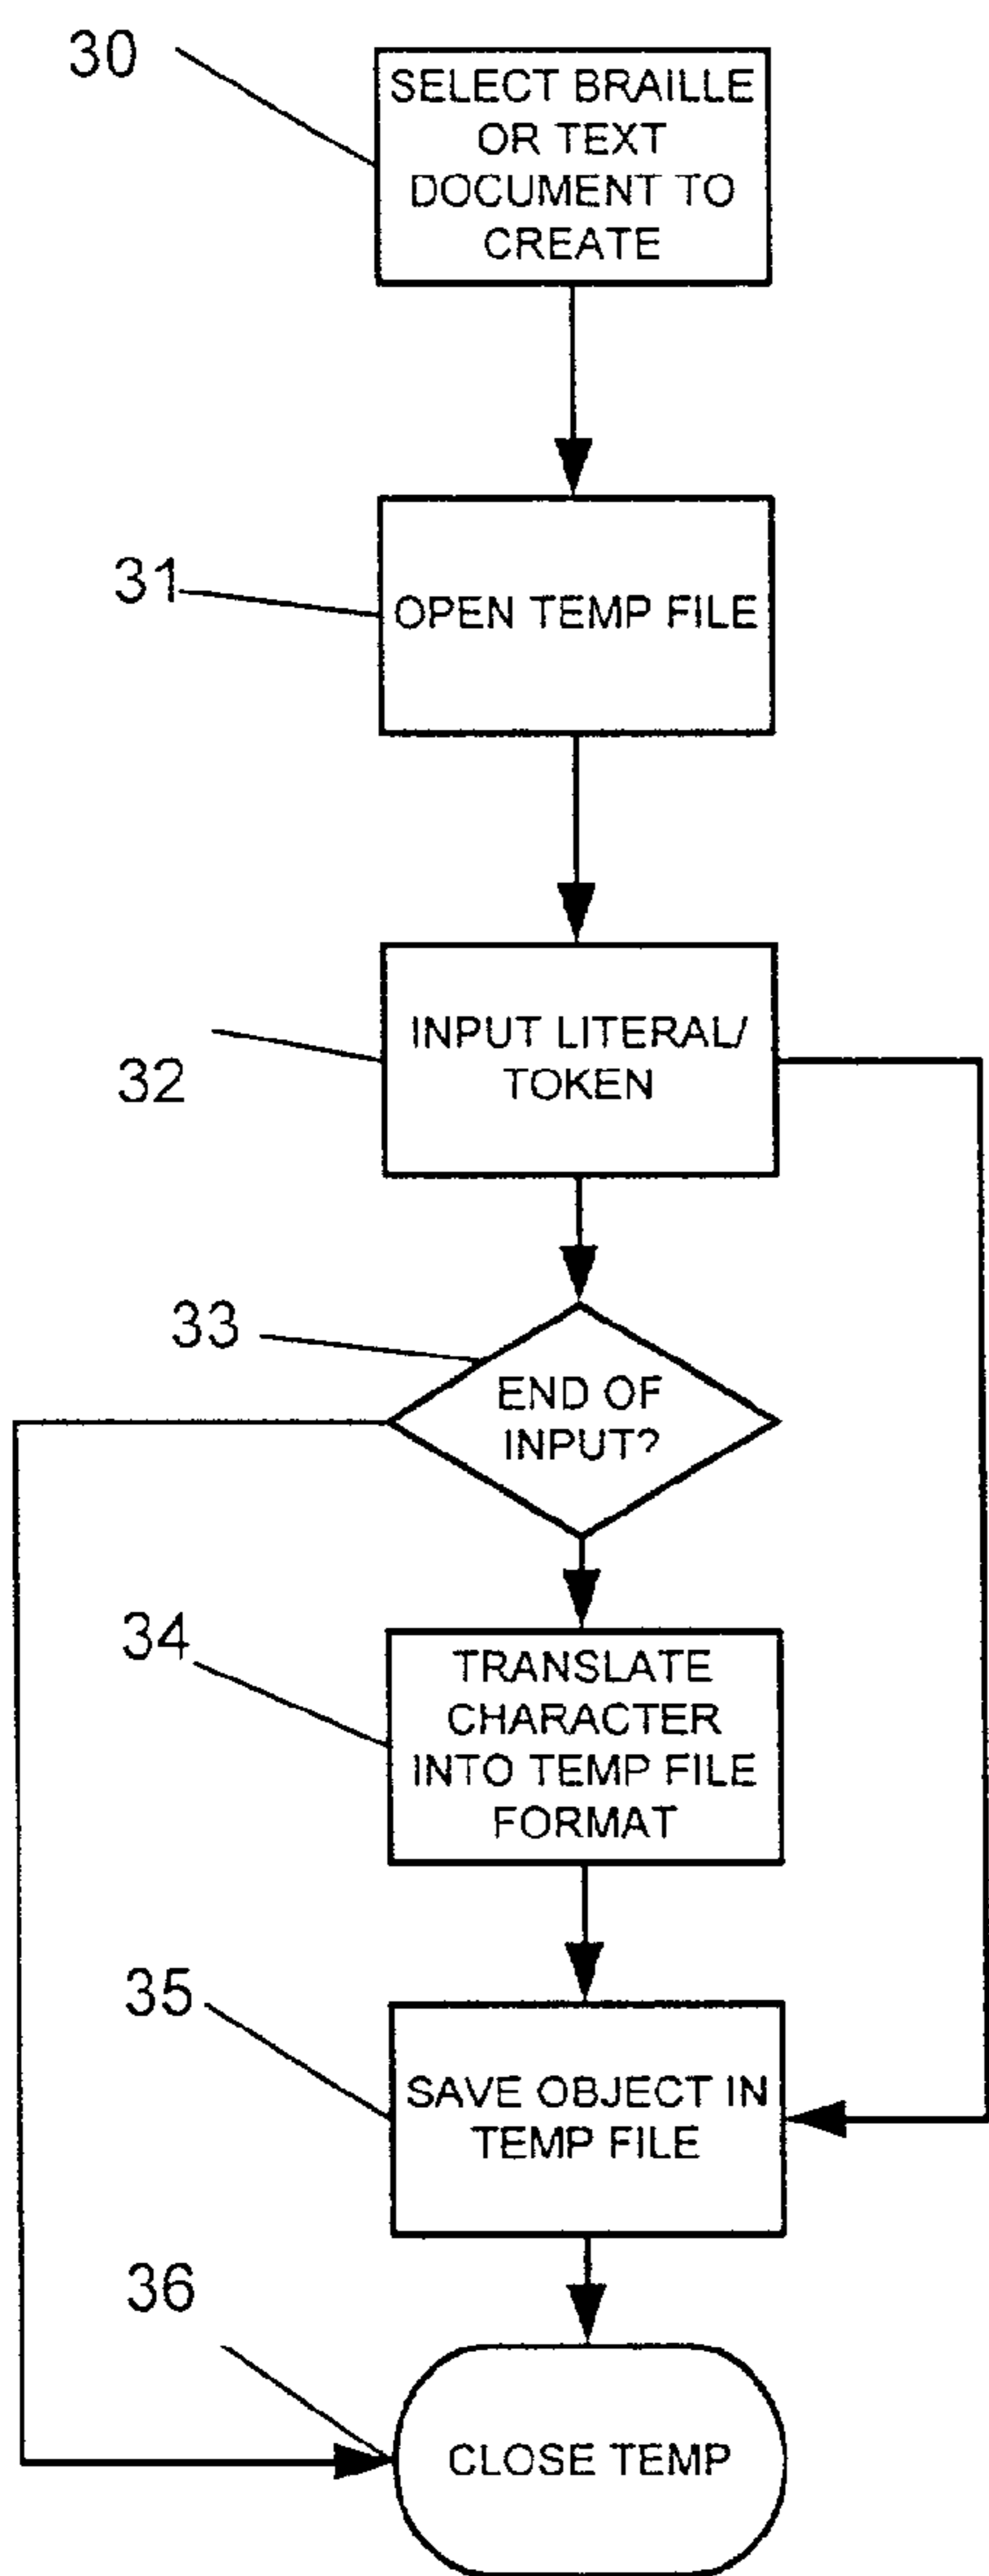 30
SELECT BRAILLE
OR TEXT
DOCUMENT TO
CREATE
31
OPEN TEMP FILE
32
INPUT LITERAL/
TOKEN
33
END OF
INPUT?
34
TRANSLATE
CHARACTER
INTO TEMP FILE
FORMAT
35
SAVE OBJECT IN
TEMP FILE
36
CLOSE TEMP